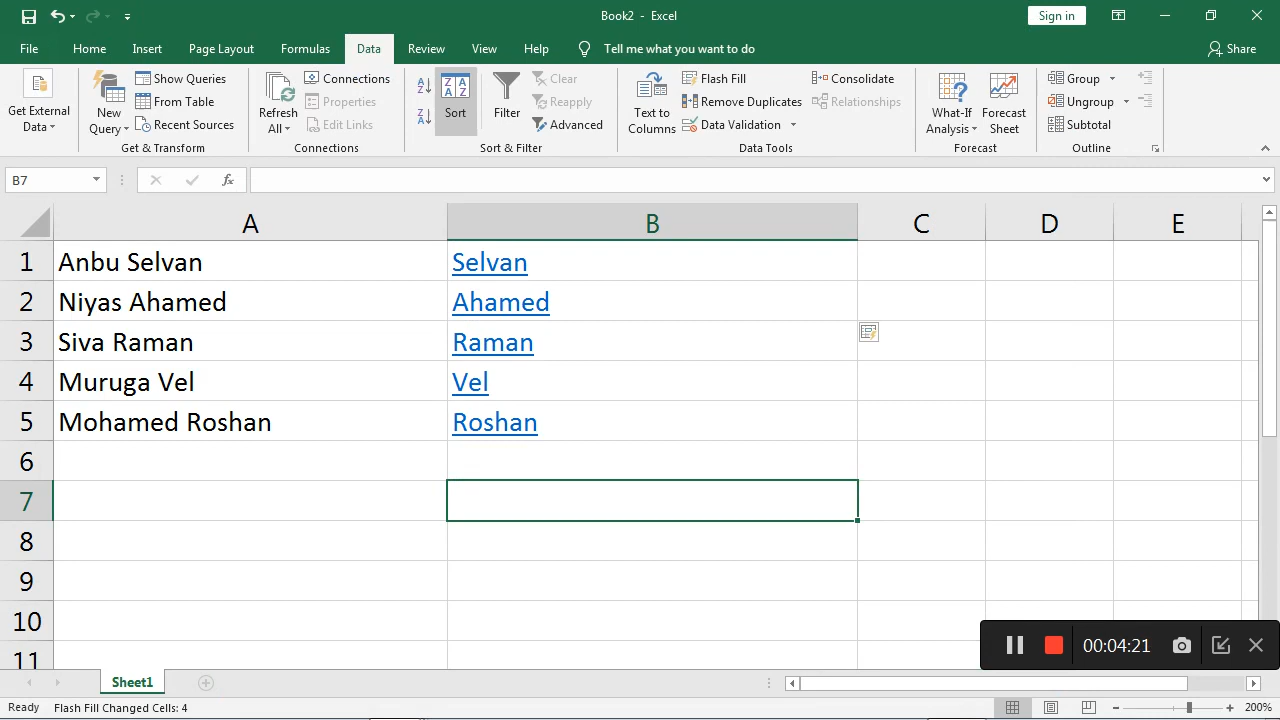 Book2 - Excel
Sign in
File Home Insert Page Layout Formulas Data Review View Help Tell me what you want to do Share
Get External Data
New Query
Show Queries
From Table
Recent Sources
Get & Transform
Refresh All
Connections
Properties
Edit Links
Connections
A Z
Z A
Z A A Z
Sort
Filter
Clear
Reapply
Advanced
Sort & Filter
Text to Columns
Flash Fill
Remove Duplicates
Data Validation
Consolidate
Relationships
Data Tools
What-If Analysis
Forecast Sheet
Forecast
Group
Ungroup
Subtotal
Outline
B7 fx
A B C D E
1 Anbu Selvan Selvan
2 Niyas Ahamed Ahamed
3 Siva Raman Raman
4 Muruga Vel Vel
5 Mohamed Roshan Roshan
6
7
8
9
10
11
00:04:21
Sheet1
Ready Flash Fill Changed Cells: 4 200%